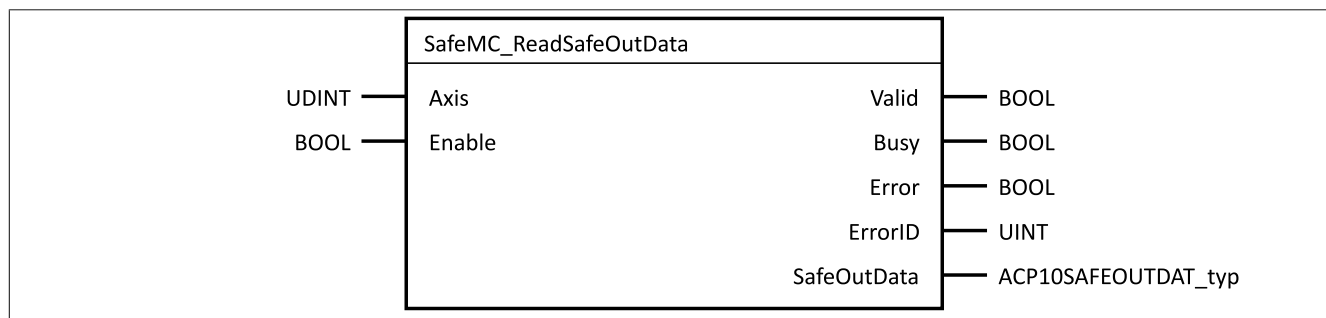 SafeMC_ReadSafeOutData
UDINT Axis Valid BOOL
BOOL Enable Busy BOOL
Error BOOL
ErrorID UINT
SafeOutData ACP10SAFEOUTDAT_typ